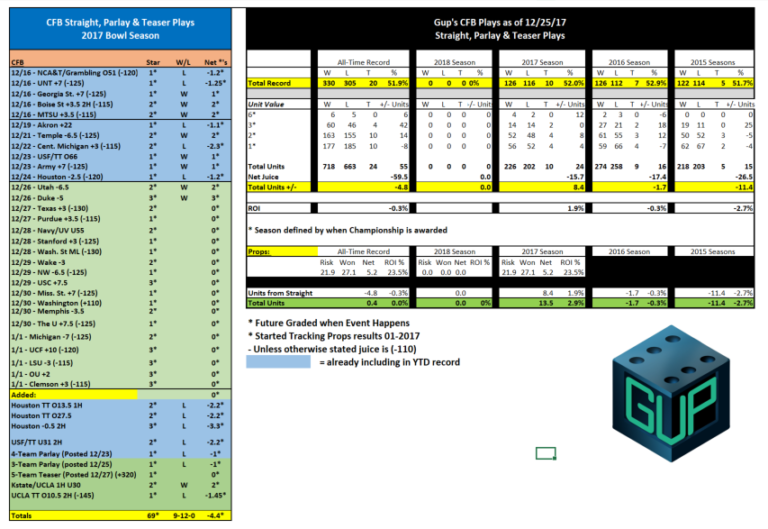 CFB Straight, Parlay & Teaser Plays
2017 Bowl Season
CFB Star W/L Net *'s
12/16 - NCA&T/Grambling O51 (-120) 1* L -1.2*
12/16 - UNT +7 (-125) 1* L -1.25*
12/16 - Georgia St. +7 (-125) 1* W 1*
12/16 - Boise St +3.5 2H (-115) 2* W 2*
12/16 - MTSU +3.5 (-115) 2* W 2*
12/19 - Akron +22 1* L -1.1*
12/21 - Temple -6.5 (-125) 2* W 2*
12/22 - Cent. Michigan +3 (-115) 2* L -2.3*
12/23 - USF/TT O66 1* W 1*
12/23 - Army +7 (-125) 1* W 1*
12/24 - Houston -2.5 (-120) 1* L -1.2*
12/26 - Utah -6.5 2* W 2*
12/26 - Duke -5 3* W 3*
12/27 - Texas +3 (-130) 2* 0*
12/27 - Purdue +3.5 (-115) 1* 0*
12/28 - Navy/UV U55 2* 0*
12/28 - Stanford +3 (-125) 1* 0*
12/28 - Wash. St ML (-130) 1* 0*
12/29 - Wake -3 2* 0*
12/29 - NW -6.5 (-125) 1* 0*
12/29 - USC +7.5 3* 0*
12/30 - Miss. St. +7 (-125) 1* 0*
12/30 - Washington (+110) 1* 0*
12/30 - Memphis -3.5 2* 0*
12/30 - The U +7.5 (-125) 1* 0*
1/1 - Michigan -7 (-125) 2* 0*
1/1 - UCF +10 (-120) 3* 0*
1/1 - LSU -3 (-115) 3* 0*
1/1 - OU +2 3* 0*
1/1 - Clemson +3 (-115) 3* 0*
Added: 0*
Houston TT O13.5 1H 2* L -2.2*
Houston TT O27.5 2* L -2.2*
Houston -0.5 2H 3* L -3.3*
USF/TT U31 2H 2* L -2.2*
4-Team Parlay (Posted 12/23) 1* L -1*
3-Team Parlay (posted 12/25) 1* L -1*
5-Team Teaser (Posted 12/27) (+320) 1* 0*
Kstate/UCLA 1H U30 2* W 2*
UCLA TT O10.5 2H (-145) 1* L -1.45*
Totals 69* 9-12-0 -4.4*
Gup's CFB Plays as of 12/25/17
Straight, Parlay & Teaser Plays
All-Time Record 2018 Season 2017 Season 2016 Season 2015 Seasons
W L T % W L T % W L T % W L T % W L T %
Total Record 330 305 20 51.9% 0 0 0 0% 126 116 10 52.0% 126 112 7 52.9% 122 114 5 51.7%
Unit Value W L T +/- Units W L T -/- Units W L T +/- Units W L T +/- Units W L T +/- Units
6* 6 5 0 6 0 0 0 0 4 2 0 12 2 3 0 -6 0 0 0 0
3* 60 46 4 42 0 0 0 0 14 14 2 0 27 21 2 18 19 11 0 25
2* 163 155 10 14 0 0 0 0 52 48 4 8 61 55 3 12 50 52 3 -5
1* 177 185 10 -8 0 0 0 0 56 52 4 4 59 66 4 -7 62 67 2 -4
Total Units 718 663 24 55 0 0 0 0 226 202 10 24 274 258 9 16 218 203 5 15
Net Juice -59.5 0.0 -15.7 -17.4 -26.5
Total Units +/- -4.8 0.0 8.4 -1.7 -11.4
ROI -0.3% 1.9% -0.3% -2.7%
* Season defined by when Championship is awarded
Props: All-Time Record 2018 Season 2017 Season 2016 Season 2015 Seasons
Risk Won Net ROI % Risk Won Net ROI % Risk Won Net ROI %
21.9 27.1 5.2 23.5% 0.0 0.0 0.0 21.9 27.1 5.2 23.5%
Units from Straight -4.8 0.0% 0.0 8.4 1.9% -1.7 -0.3% -11.4 -2.7%
Total Units 0.4 0.0% 0.0 0% 13.5 2.9% -1.7 -0.3% -11.4 -2.7%
* Future Graded when Event Happens
* Started Tracking Props results 01-2017
- Unless otherwise stated juice is (-110)
= already including in YTD record
GUP